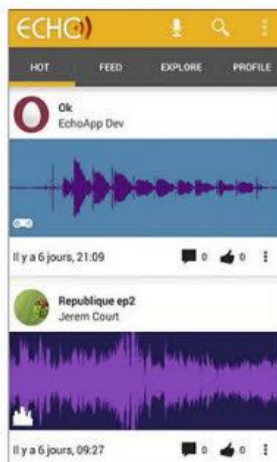 ECHO
HOT FEED EXPLORE PROFILE
Ok
EchoApp Dev
Il y a 6 jours, 21:09 0 0
Republique ep2
Jerem Court
Il y a 6 jours, 09:27 0 0